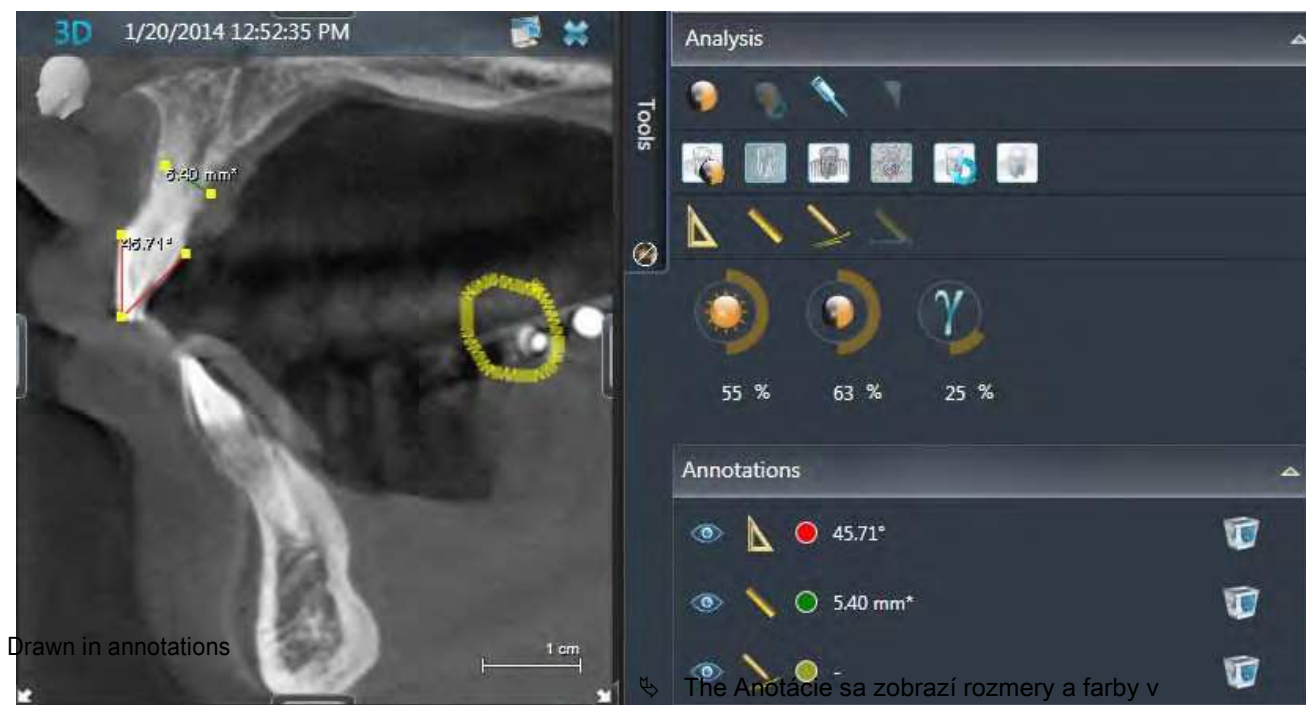 3D 1/20/2014 12:52:35 PM
Tools
Analysis
5.40 mm*
45.71°
55 % 63 % 25 %
γ
Annotations
45.71°
5.40 mm*
-
1 cm
Drawn in annotations
The Anotácie sa zobrazí rozmery a farby v